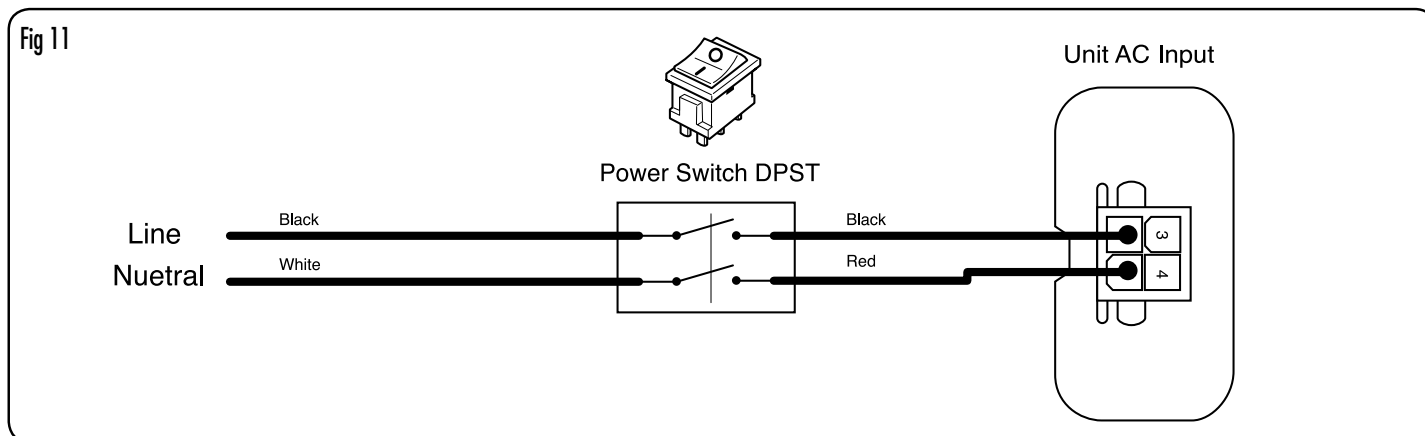 Fig 11
Unit AC Input
Power Switch DPST
Line
Black
Black
3
Nuetral
White
Red
4